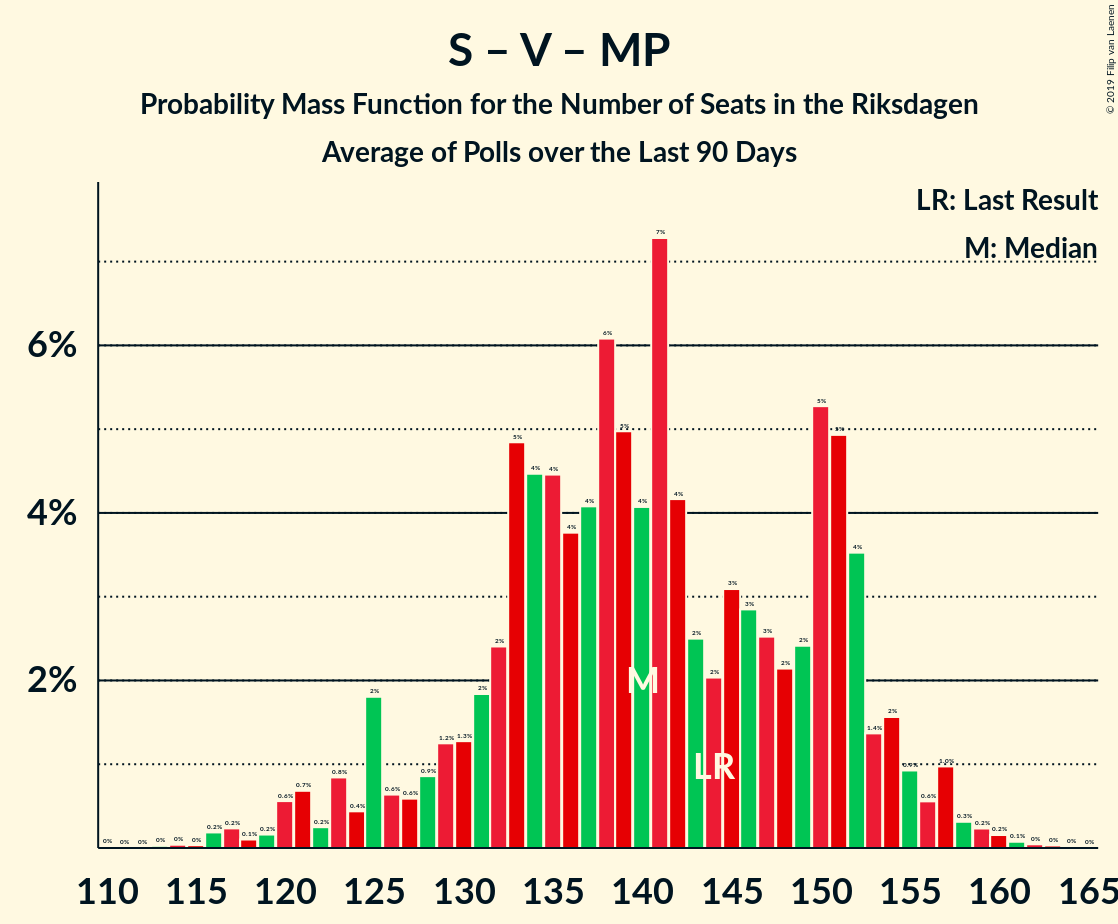 S – V – MP
Probability Mass Function for the Number of Seats in the Riksdagen
Average of Polls over the Last 90 Days
© 2019 Filip van Laenen
LR: Last Result
M: Median
6%
4%
2%
0% 0% 0% 0% 0% 0% 0.2% 0.2% 0.1% 0.2% 0.6% 0.7% 0.2% 0.8% 0.4% 2% 0.6% 0.6% 0.9% 1.2% 1.3% 2% 2% 5% 4% 4% 4% 4% 6% 5% 4% 7% 4% 2% 2% 3% 3% 3% 2% 2% 5% 5% 4% 1.4% 2% 0.9% 0.6% 1.0% 0.3% 0.2% 0.2% 0.1% 0% 0% 0% 0%
M
LR
110 115 120 125 130 135 140 145 150 155 160 165